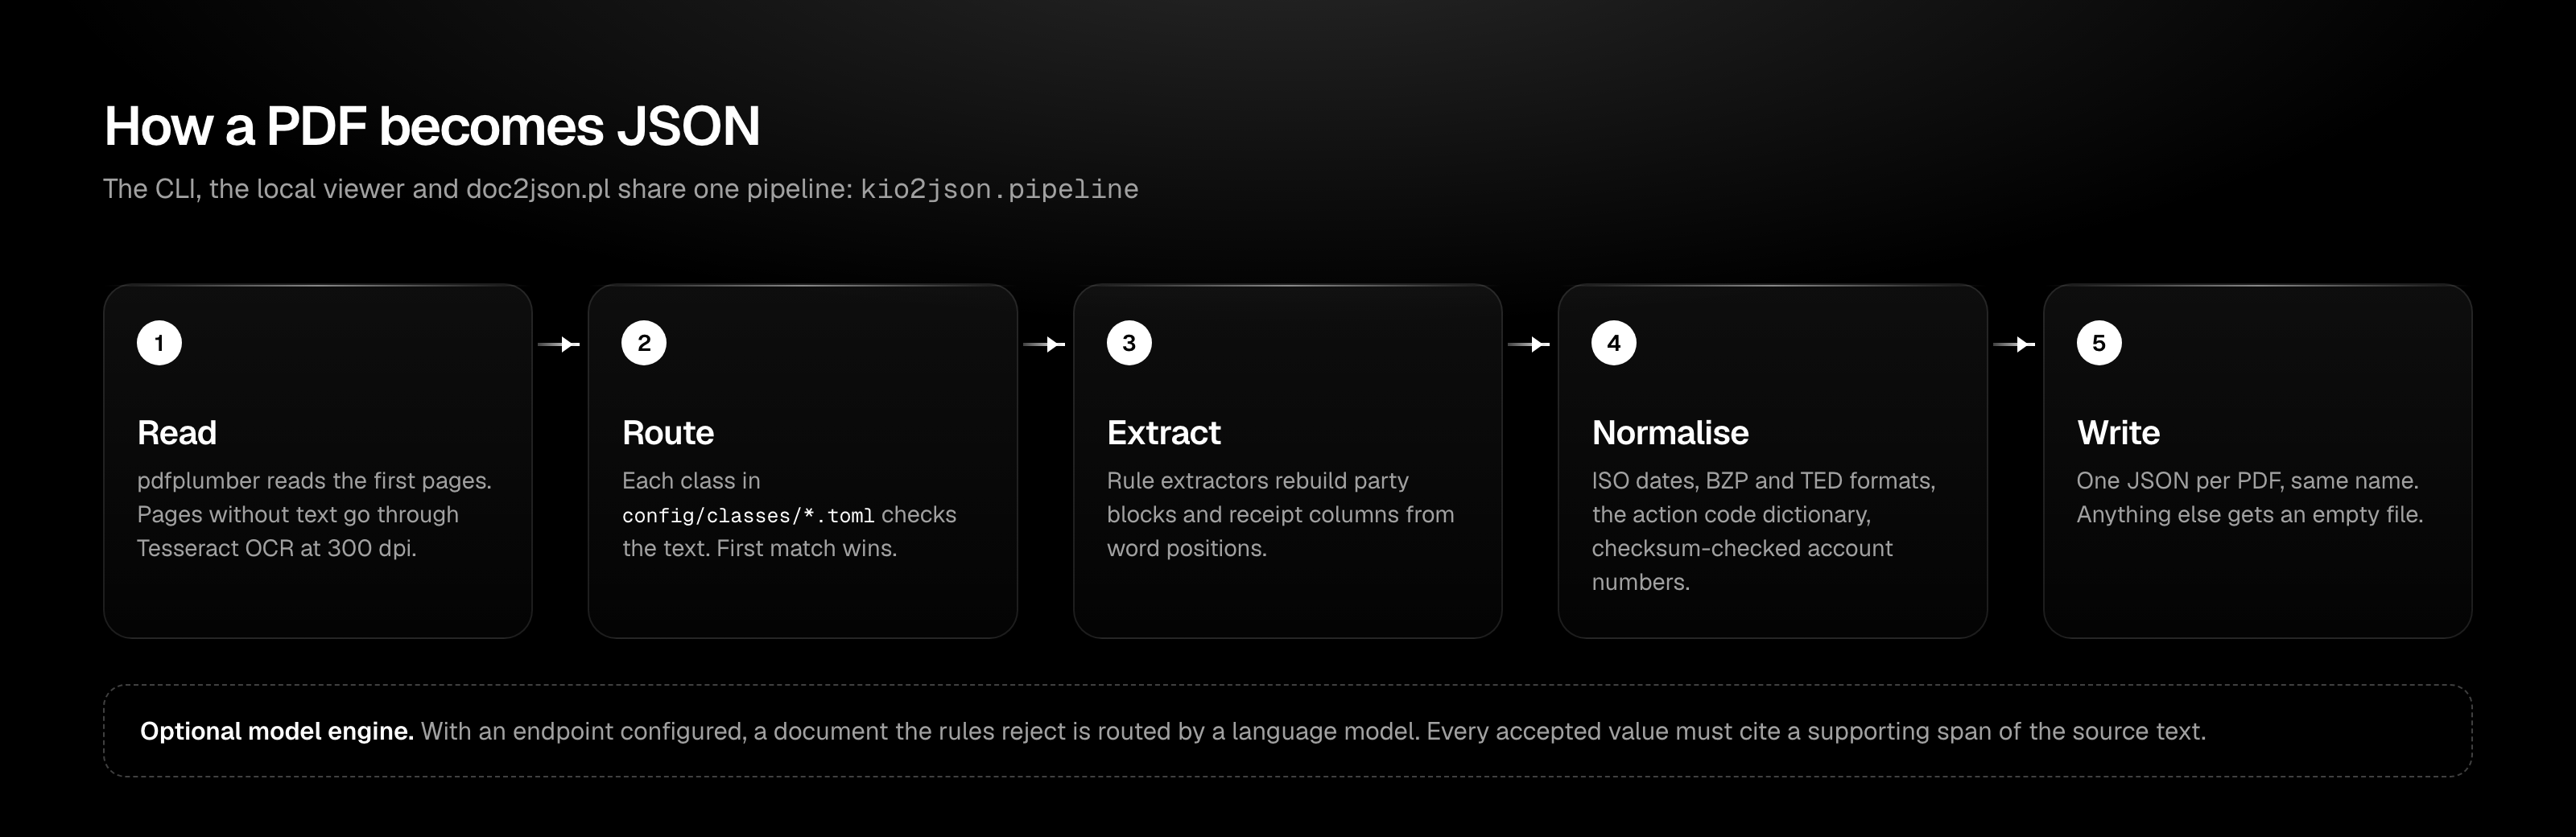 How a PDF becomes JSON
The CLI, the local viewer and doc2json.pl share one pipeline: kio2json.pipeline
1
Read
pdfplumber reads the first pages.
Pages without text go through
Tesseract OCR at 300 dpi.
2
Route
Each class in
config/classes/*.toml checks
the text. First match wins.
3
Extract
Rule extractors rebuild party
blocks and receipt columns from
word positions.
4
Normalise
ISO dates, BZP and TED formats,
the action code dictionary,
checksum-checked account
numbers.
5
Write
One JSON per PDF, same name.
Anything else gets an empty file.
Optional model engine. With an endpoint configured, a document the rules reject is routed by a language model. Every accepted value must cite a supporting span of the source text.